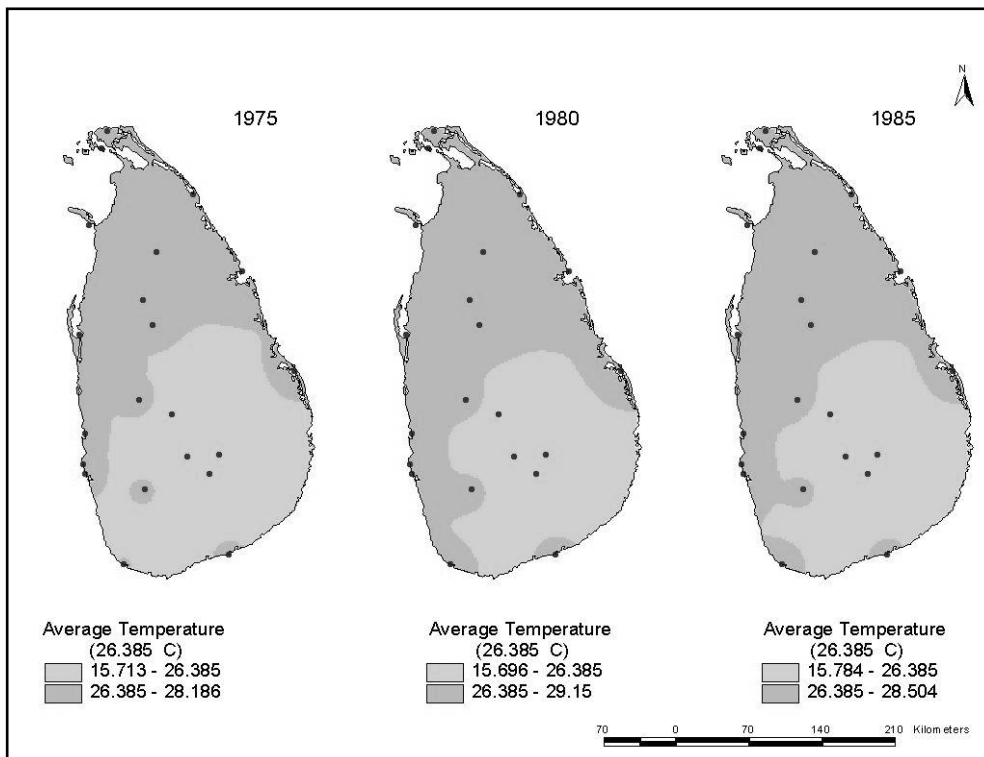 N
1975
1980
1985
Average Temperature
(26.385 C)
15.713 - 26.385
26.385 - 28.186
Average Temperature
(26.385 C)
15.696 - 26.385
26.385 - 29.15
Average Temperature
(26.385 C)
15.784 - 26.385
26.385 - 28.504
70 0 70 140 210 Kilometers